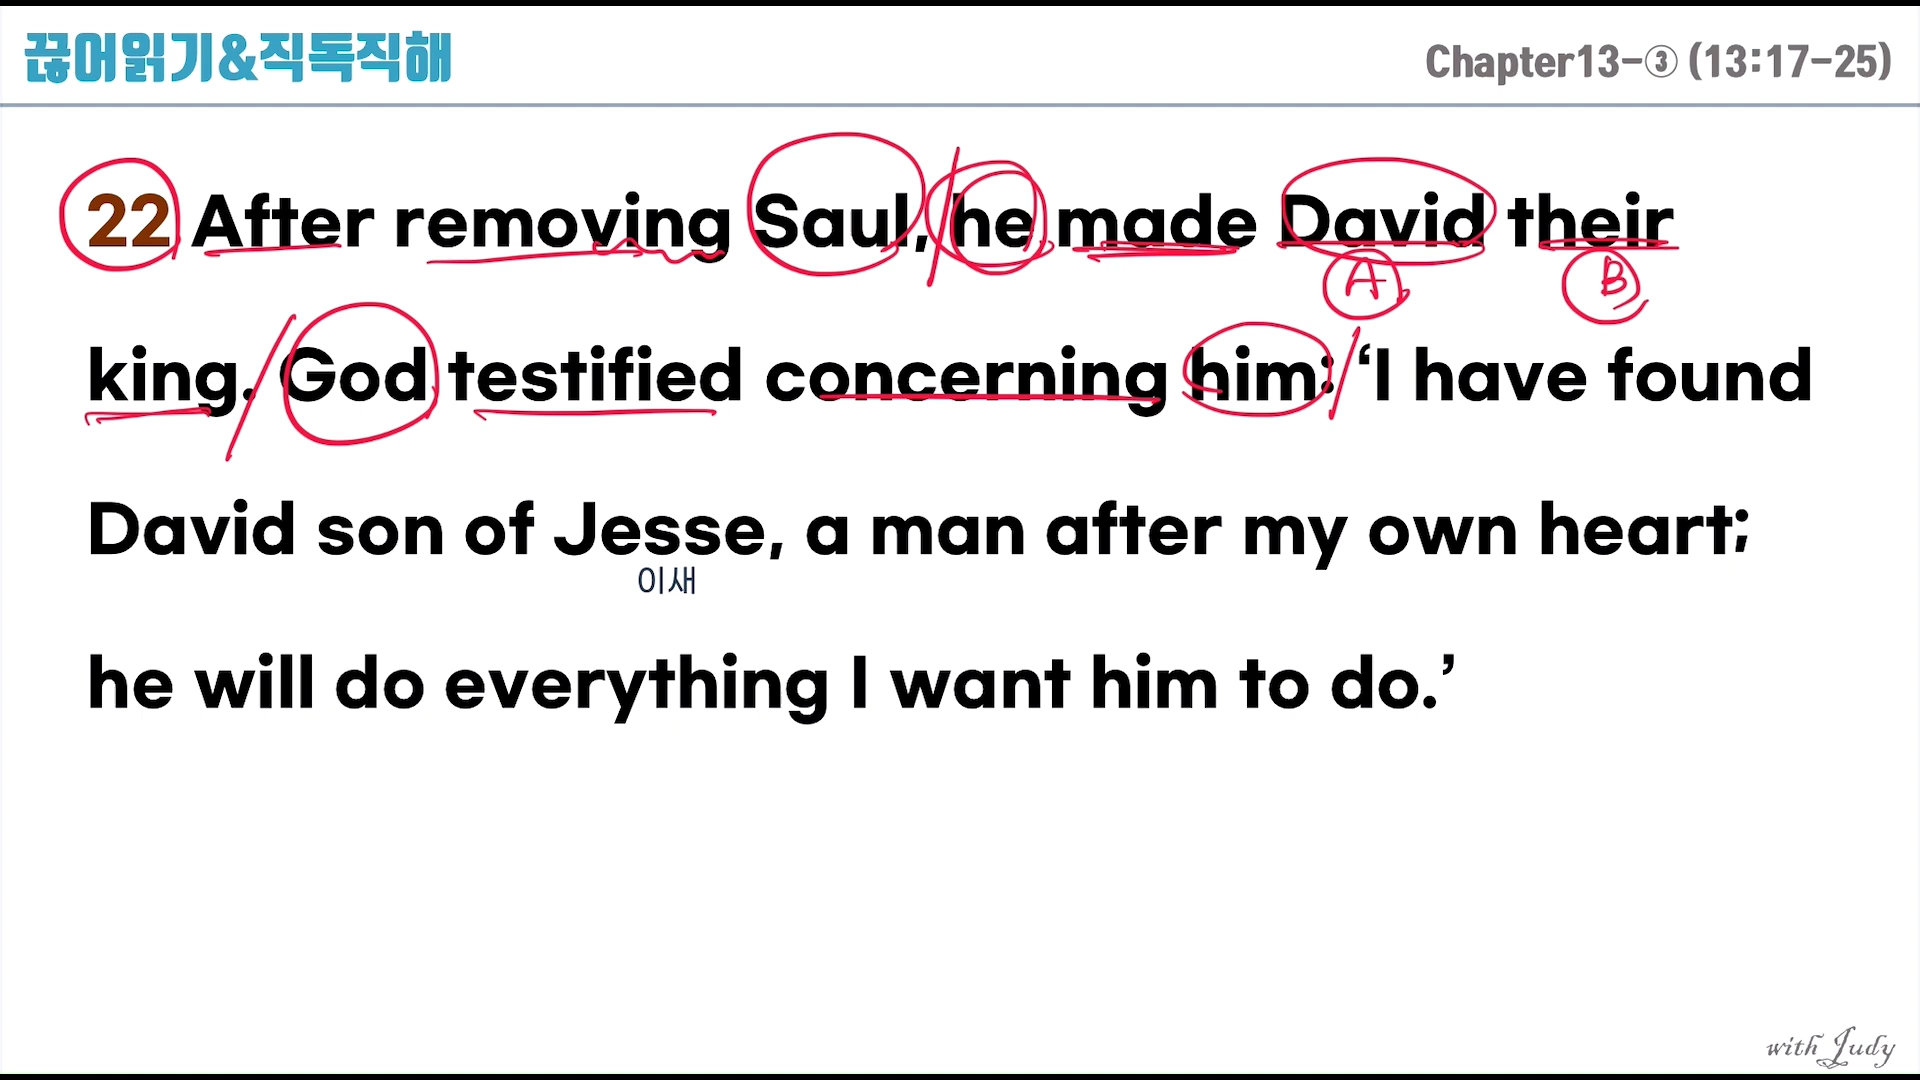 끊어읽기&직독직해
Chapter13-③ (13:17-25)
22 After removing Saul, he made David their
A B
king. God testified concerning him: ‘I have found
David son of Jesse, a man after my own heart;
이새
he will do everything I want him to do.’
with Judy